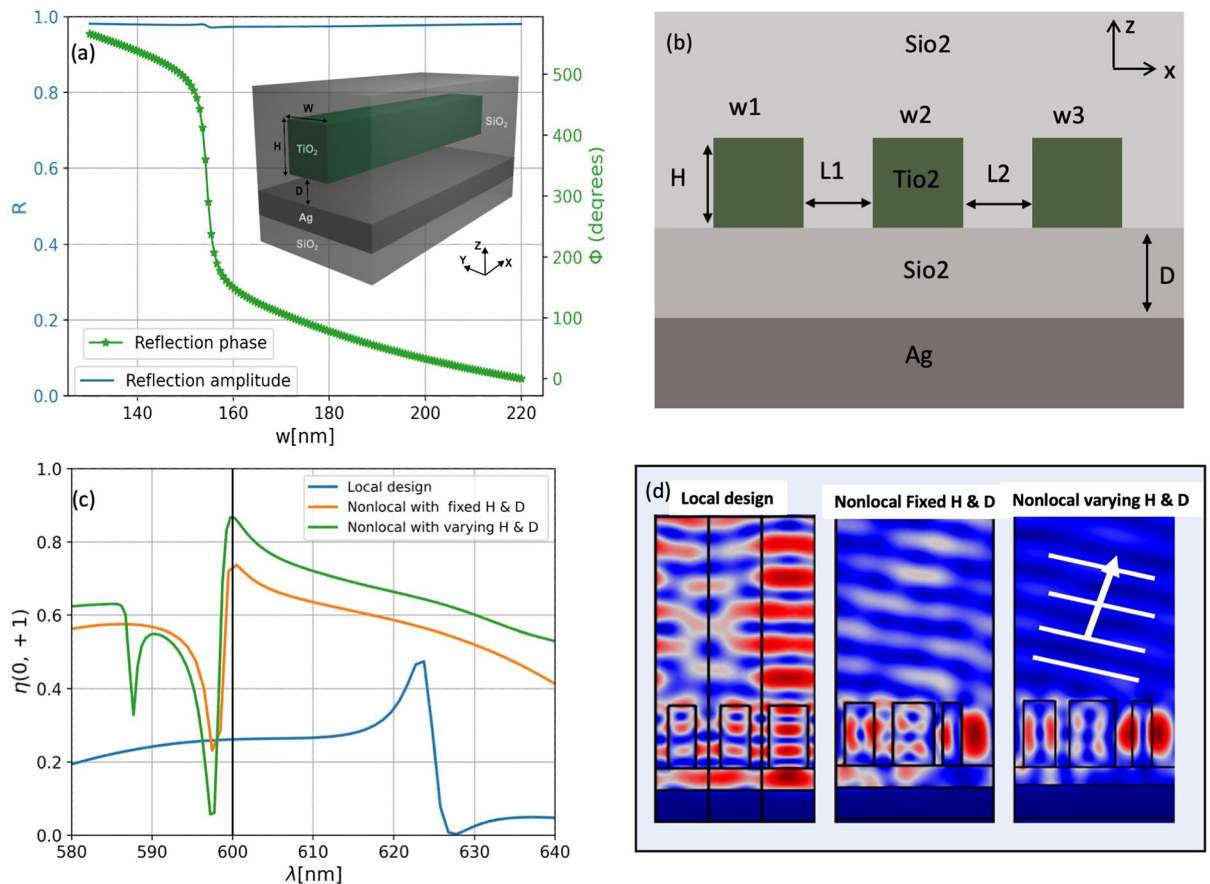 (a)
1.0
0.8
0.6
0.4
0.2
0.0
R
500
400
300
200
100
0
Φ (degrees)
W
H
TiO₂
SiO₂
D
Ag
SiO₂
Z
Y
X
Reflection phase
Reflection amplitude
140 160 180 200 220
w[nm]
(b)
Sio2
Z
X
w1 w2 w3
H
L1
Tio2
L2
Sio2
D
Ag
(c)
1.0
0.8
0.6
0.4
0.2
0.0
η(0, +1)
Local design
Nonlocal with fixed H & D
Nonlocal with varying H & D
580 590 600 610 620 630 640
λ[nm]
(d)
Local design
Nonlocal Fixed H & D
Nonlocal varying H & D